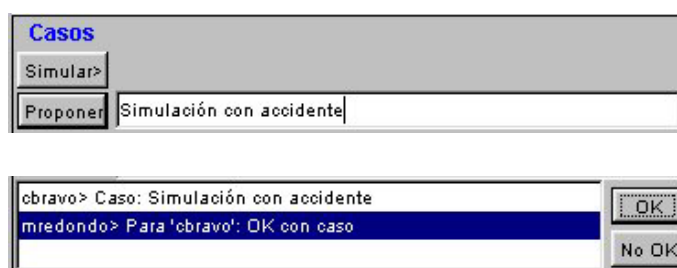 Casos
Simular>
Proponer Simulación con accidente
cbravo> Caso: Simulación con accidente
OK
mredondo> Para 'cbravo': OK con caso
No OK